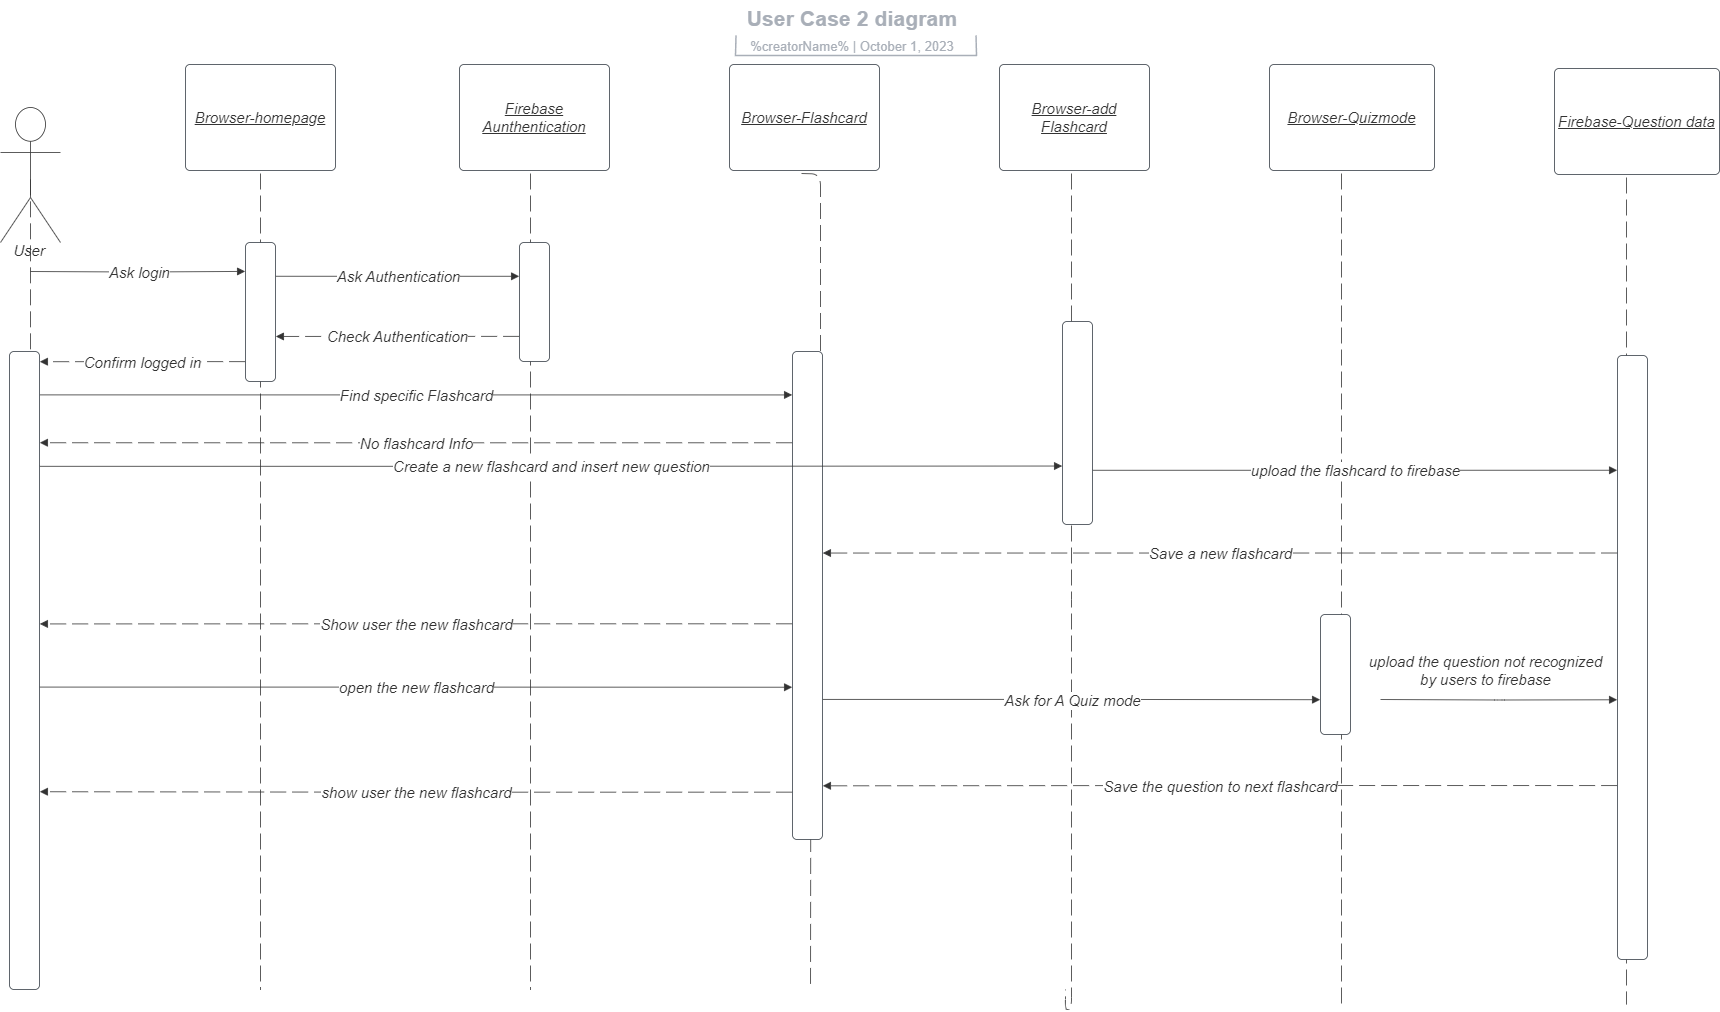 User Case 2 diagram
%creatorName% | October 1, 2023
Browser-homepage
Firebase
Aunthentication
Browser-Flashcard
Browser-add
Flashcard
Browser-Quizmode
Firebase-Question data
User
Ask login
Ask Authentication
Check Authentication
Confirm logged in
Find specific Flashcard
No flashcard Info
Create a new flashcard and insert new question
upload the flashcard to firebase
Save a new flashcard
Show user the new flashcard
upload the question not recognized
by users to firebase
open the new flashcard
Ask for A Quiz mode
Save the question to next flashcard
show user the new flashcard